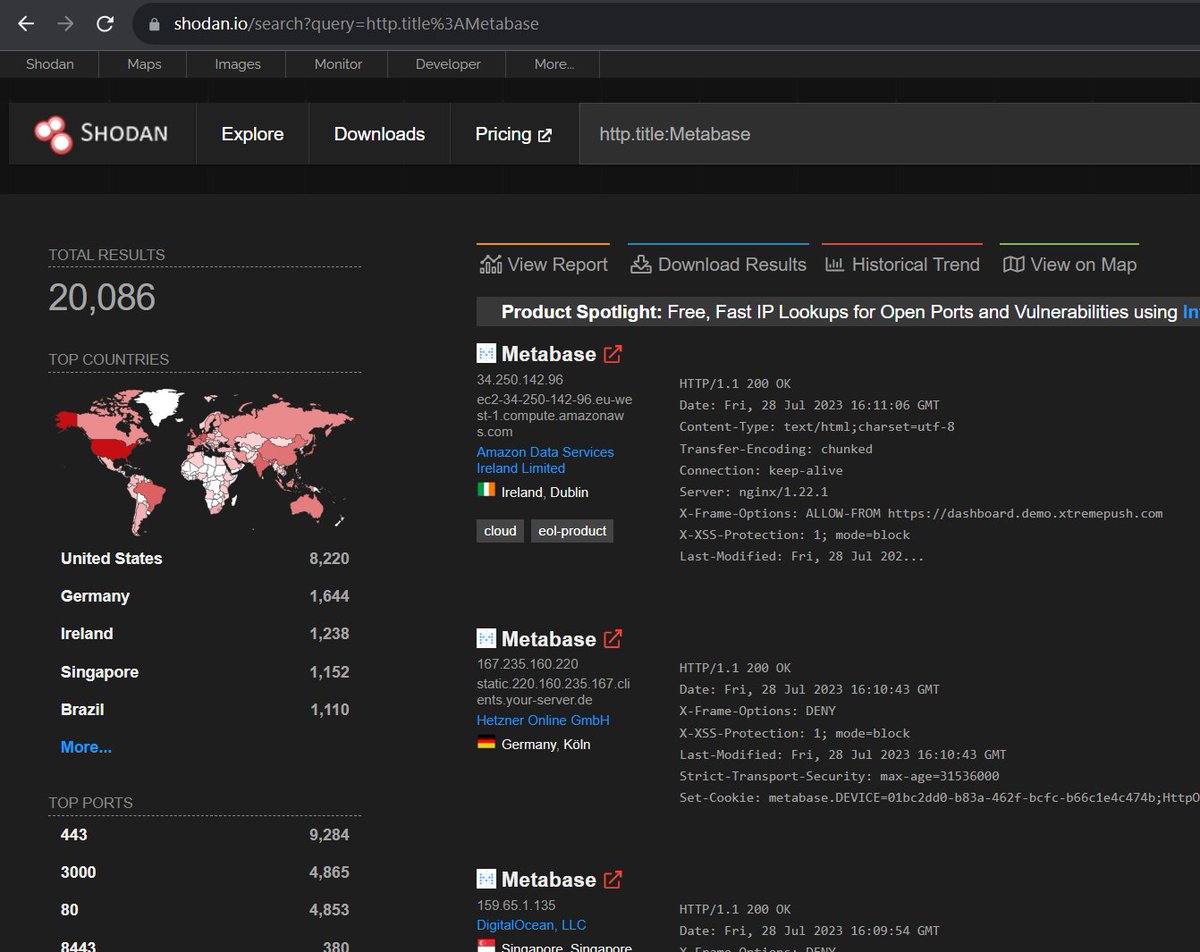 shodan.io/search?query=http.title%3AMetabase
Shodan Maps Images Monitor Developer More...
SHODAN Explore Downloads Pricing http.title:Metabase
TOTAL RESULTS
20,086
TOP COUNTRIES
United States 8,220
Germany 1,644
Ireland 1,238
Singapore 1,152
Brazil 1,110
More...
TOP PORTS
443 9,284
3000 4,865
80 4,853
8443 380
View Report Download Results Historical Trend View on Map
Product Spotlight: Free, Fast IP Lookups for Open Ports and Vulnerabilities using
Metabase
34.250.142.96
ec2-34-250-142-96.eu-we
st-1.compute.amazonaw
s.com
Amazon Data Services
Ireland Limited
Ireland, Dublin
cloud eol-product
HTTP/1.1 200 OK
Date: Fri, 28 Jul 2023 16:11:06 GMT
Content-Type: text/html;charset=utf-8
Transfer-Encoding: chunked
Connection: keep-alive
Server: nginx/1.22.1
X-Frame-Options: ALLOW-FROM https://dashboard.demo.xtremepush.com
X-XSS-Protection: 1; mode=block
Last-Modified: Fri, 28 Jul 202...
Metabase
167.235.160.220
static.220.160.235.167.cli
ents.your-server.de
Hetzner Online GmbH
Germany, Köln
HTTP/1.1 200 OK
Date: Fri, 28 Jul 2023 16:10:43 GMT
X-Frame-Options: DENY
X-XSS-Protection: 1; mode=block
Last-Modified: Fri, 28 Jul 2023 16:10:43 GMT
Strict-Transport-Security: max-age=31536000
Set-Cookie: metabase.DEVICE=01bc2dd0-b83a-462f-bcfc-b66c1e4c474b;HttpO
Metabase
159.65.1.135
DigitalOcean, LLC
Singapore, Singapore
HTTP/1.1 200 OK
Date: Fri, 28 Jul 2023 16:09:54 GMT
X-Frame-Options: DENY